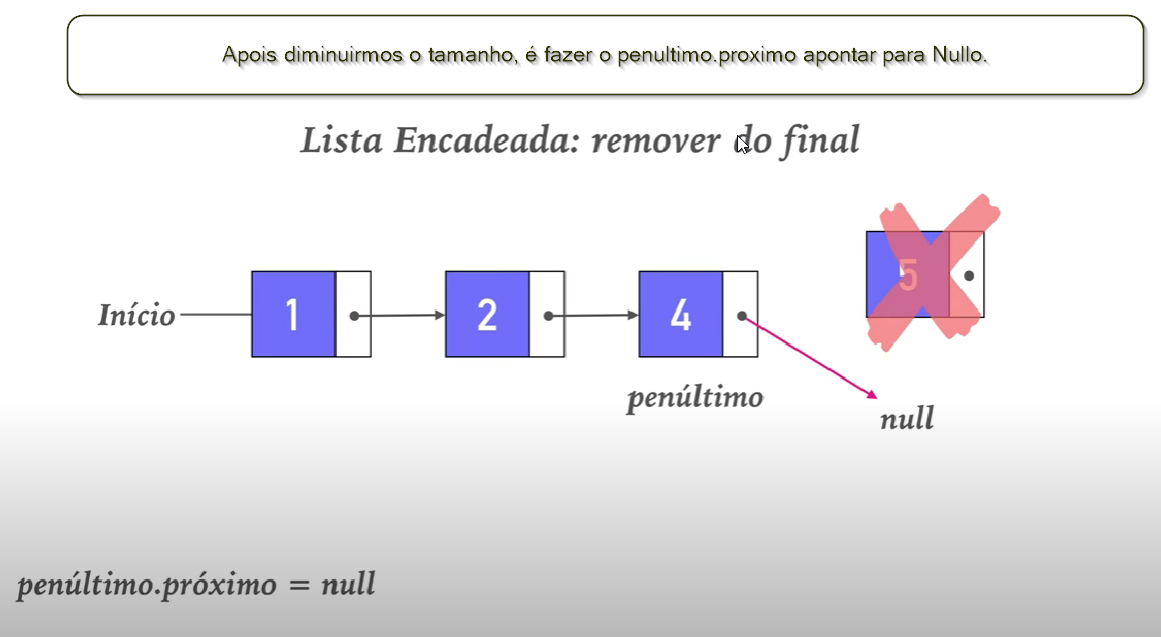 Apois diminuirmos o tamanho, é fazer o penultimo.proximo apontar para Nullo.
Lista Encadeada: remover do final
Início
1
2
4
5
penúltimo
null
penúltimo.próximo = null